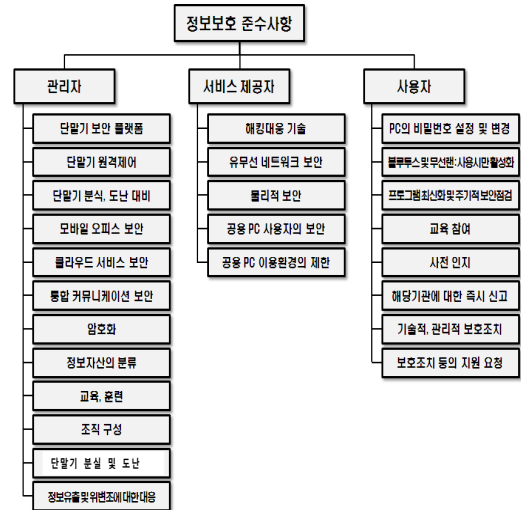 정보보호 준수사항
관리자
단말기 보안 플랫폼
단말기 원격제어
단말기 분식, 도난 대비
모바일 오피스 보안
클라우드 서비스 보안
통합 커뮤니케이션 보안
암호화
정보자산의 분류
교육, 훈련
조직 구성
단말기 분실 및 도난
정보유출 및 위변조에 대한 대응
서비스 제공자
해킹대응 기술
유무선 네트워크 보안
물리적 보안
공용 PC 사용자의 보안
공용 PC 이용환경의 제한
사용자
PC의 비밀번호 설정 및 변경
블루투스 및 무선랜 : 사용시만 활성화
프로그램 최신화 및 주기적 보안점검
교육 참여
사전 인지
해당기관에 대한 즉시 신고
기술적, 관리적 보호조치
보호조치 등의 지원 요청